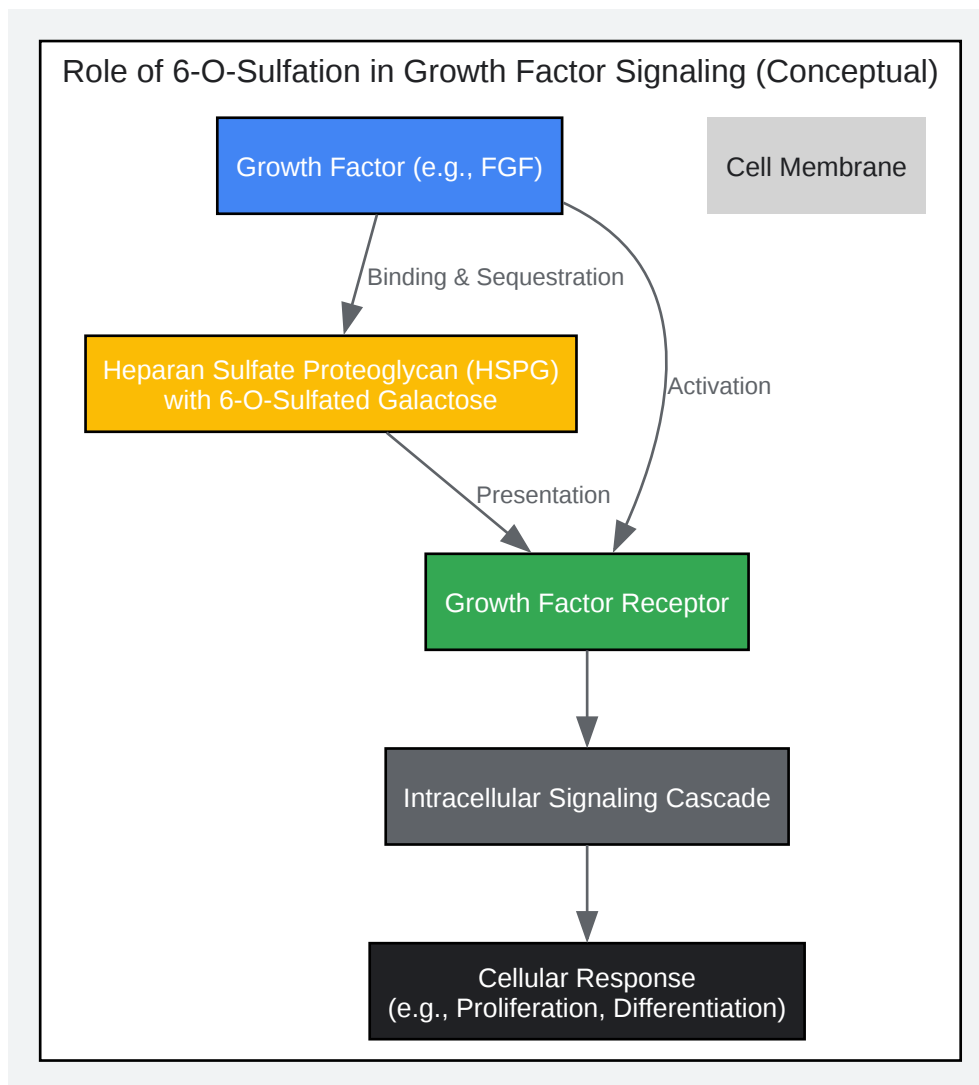 Role of 6-O-Sulfation in Growth Factor Signaling (Conceptual)
Growth Factor (e.g., FGF)
Cell Membrane
Binding & Sequestration
Heparan Sulfate Proteoglycan (HSPG)
with 6-O-Sulfated Galactose
Activation
Presentation
Growth Factor Receptor
Intracellular Signaling Cascade
Cellular Response
(e.g., Proliferation, Differentiation)